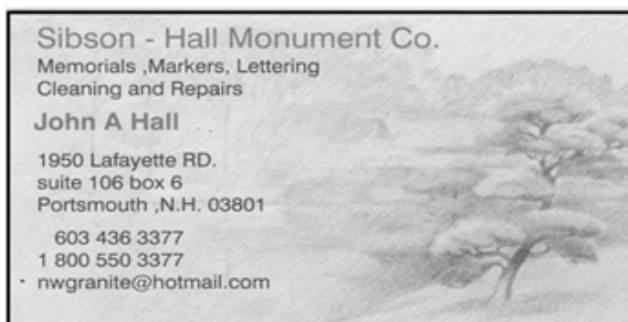 Sibson - Hall Monument Co.
Memorials ,Markers, Lettering
Cleaning and Repairs
John A Hall
1950 Lafayette RD.
suite 106 box 6
Portsmouth ,N.H. 03801
603 436 3377
1 800 550 3377
nwgranite@hotmail.com